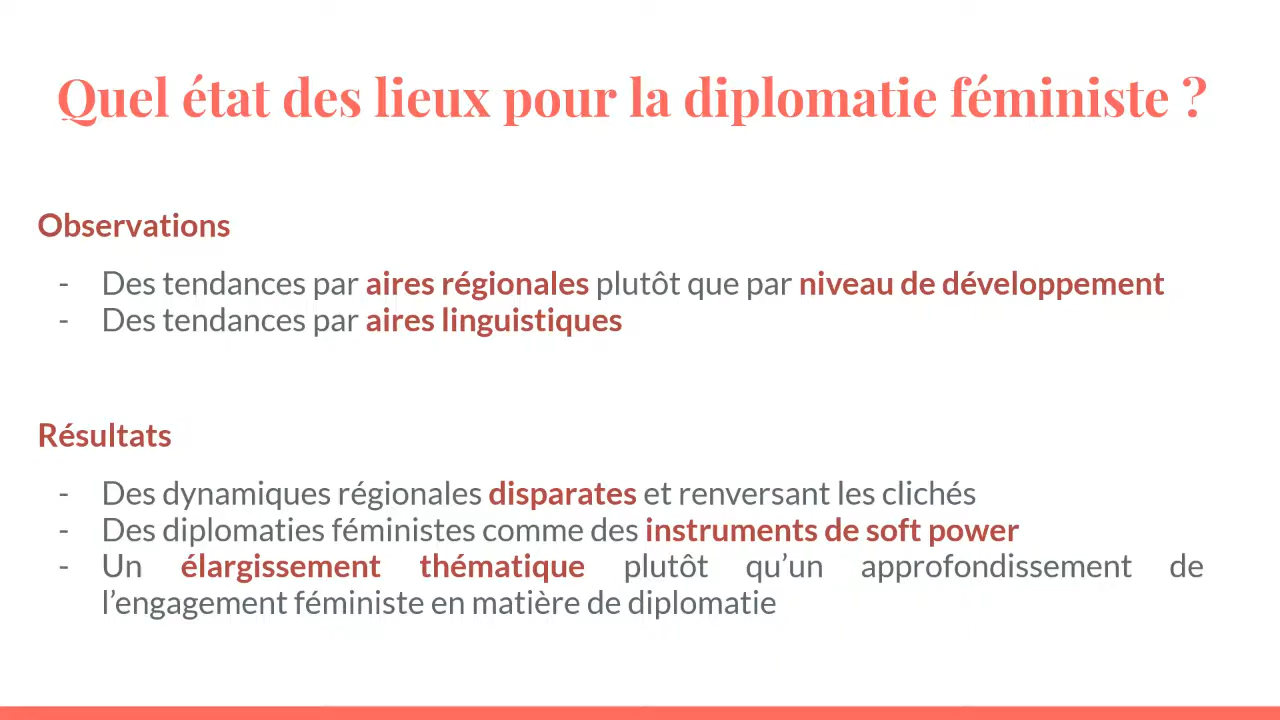 Quel état des lieux pour la diplomatie féministe ?
Observations
- Des tendances par aires régionales plutôt que par niveau de développement
- Des tendances par aires linguistiques
Résultats
- Des dynamiques régionales disparates et renversant les clichés
- Des diplomaties féministes comme des instruments de soft power
- Un élargissement thématique plutôt qu’un approfondissement de
l’engagement féministe en matière de diplomatie